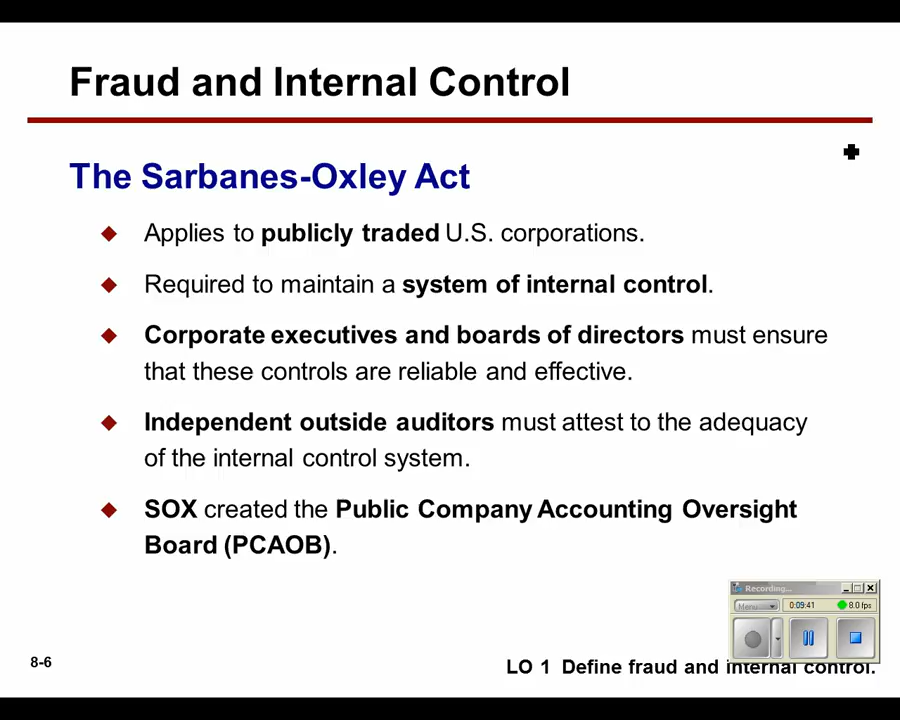 Fraud and Internal Control
The Sarbanes-Oxley Act
Applies to publicly traded U.S. corporations.
Required to maintain a system of internal control.
Corporate executives and boards of directors must ensure
that these controls are reliable and effective.
Independent outside auditors must attest to the adequacy
of the internal control system.
SOX created the Public Company Accounting Oversight
Board (PCAOB).
Recording...
Menu
0:09:41
8.0 fps
8-6
LO 1 Define fraud and internal control.